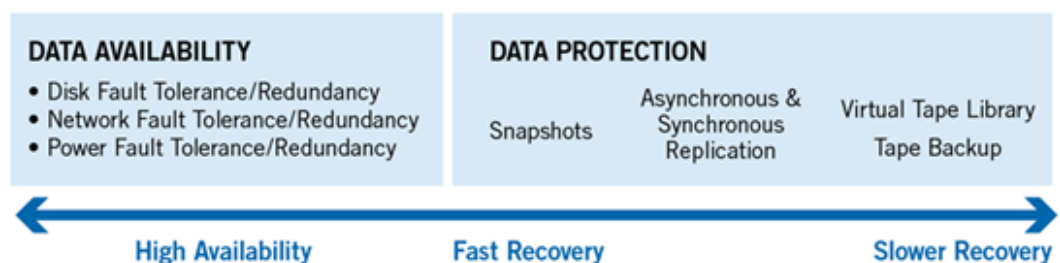 DATA AVAILABILITY
• Disk Fault Tolerance/Redundancy
• Network Fault Tolerance/Redundancy
• Power Fault Tolerance/Redundancy
DATA PROTECTION
Snapshots
Asynchronous &
Synchronous
Replication
Virtual Tape Library
Tape Backup
High Availability
Fast Recovery
Slower Recovery